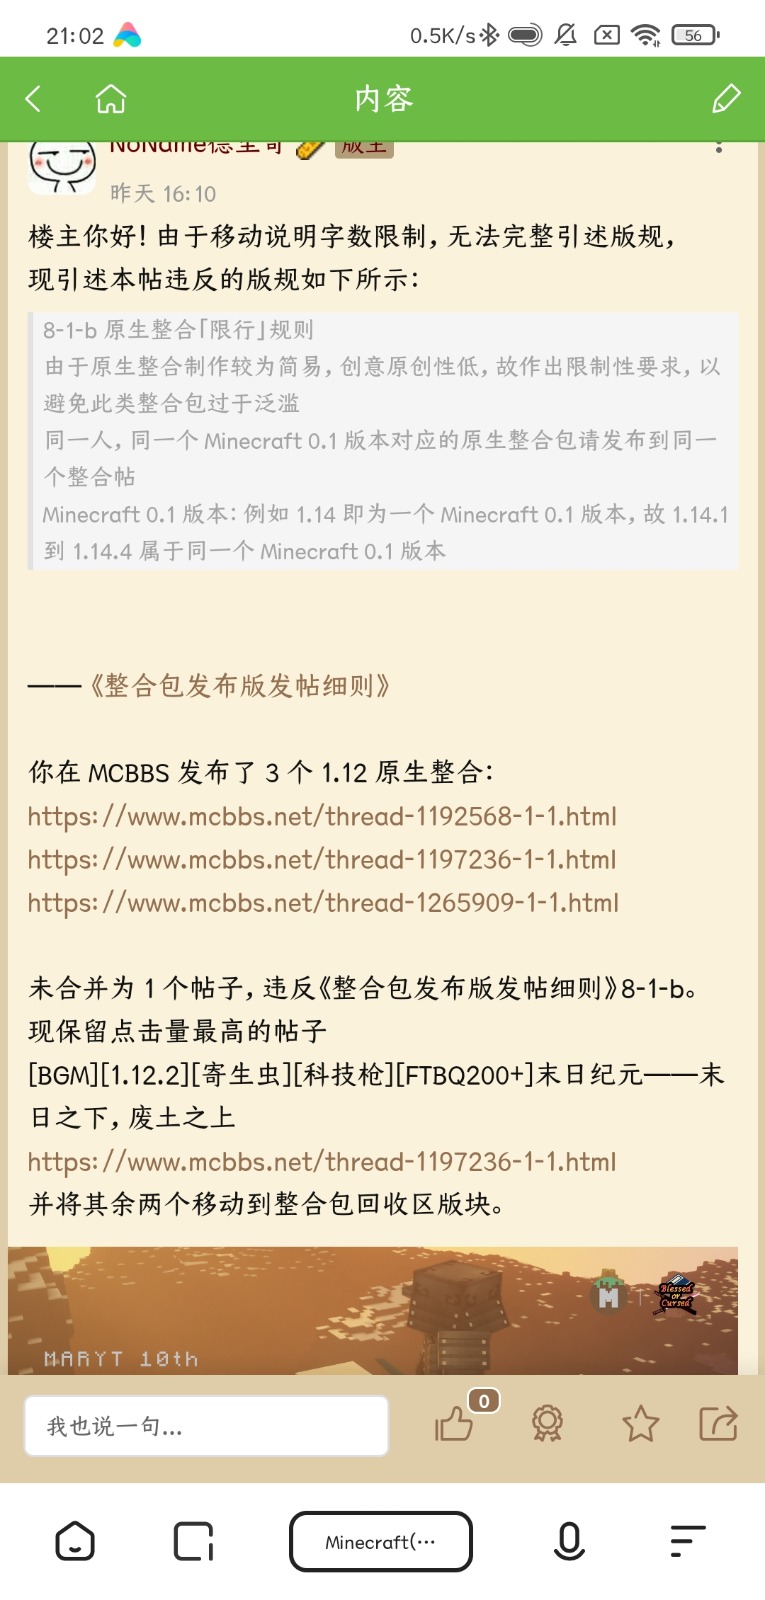 21:02
0.5K/s
56
内容
NoName德里奇
版主
昨天 16:10
楼主你好！由于移动说明字数限制，无法完整引述版规，
现引述本帖违反的版规如下所示：
8-1-b 原生整合「限行」规则
由于原生整合制作较为简易，创意原创性低，故作出限制性要求，以
避免此类整合包过于泛滥
同一人，同一个 Minecraft 0.1 版本对应的原生整合包请发布到同一
个整合帖
Minecraft 0.1 版本：例如 1.14 即为一个 Minecraft 0.1 版本，故 1.14.1
到 1.14.4 属于同一个 Minecraft 0.1 版本
——《整合包发布版发帖细则》
你在 MCBBS 发布了 3 个 1.12 原生整合：
https://www.mcbbs.net/thread-1192568-1-1.html
https://www.mcbbs.net/thread-1197236-1-1.html
https://www.mcbbs.net/thread-1265909-1-1.html
未合并为 1 个帖子，违反《整合包发布版发帖细则》8-1-b。
现保留点击量最高的帖子
[BGM][1.12.2][寄生虫][科技枪][FTBQ200+]末日纪元——末
日之下，废土之上
https://www.mcbbs.net/thread-1197236-1-1.html
并将其余两个移动到整合包回收区版块。
M
Blessed or Cursed
MARYT 10th
我也说一句...
0
Minecraft(…